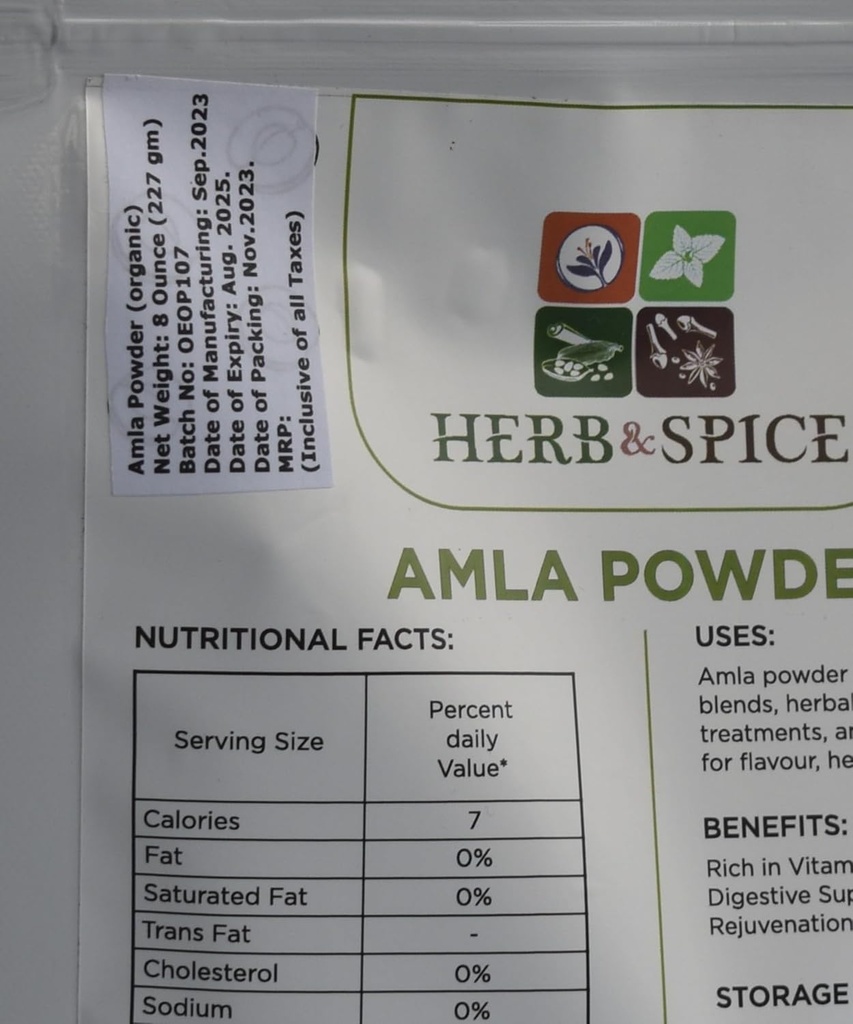 Amla Powder (organic)
Net Weight: 8 Ounce (227 gm)
Batch No: OEOP107
Date of Manufacturing: Sep.2023
Date of Expiry: Aug. 2025.
Date of Packing: Nov.2023.
MRP:
(Inclusive of all Taxes)
HERB & SPICE
AMLA POWDE
NUTRITIONAL FACTS:
Serving Size
Percent
daily
Value*
Calories 7
Fat 0%
Saturated Fat 0%
Trans Fat -
Cholesterol 0%
Sodium 0%
USES:
Amla powder
blends, herbal
treatments, a
for flavour, he
BENEFITS:
Rich in Vitam
Digestive Sup
Rejuvenation
STORAGE